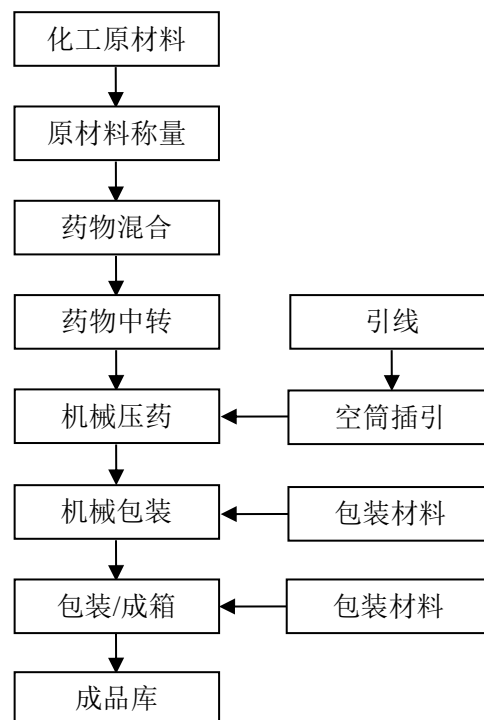 化工原材料
原材料称量
药物混合
药物中转
引线
机械压药
空筒插引
机械包装
包装材料
包装/成箱
包装材料
成品库